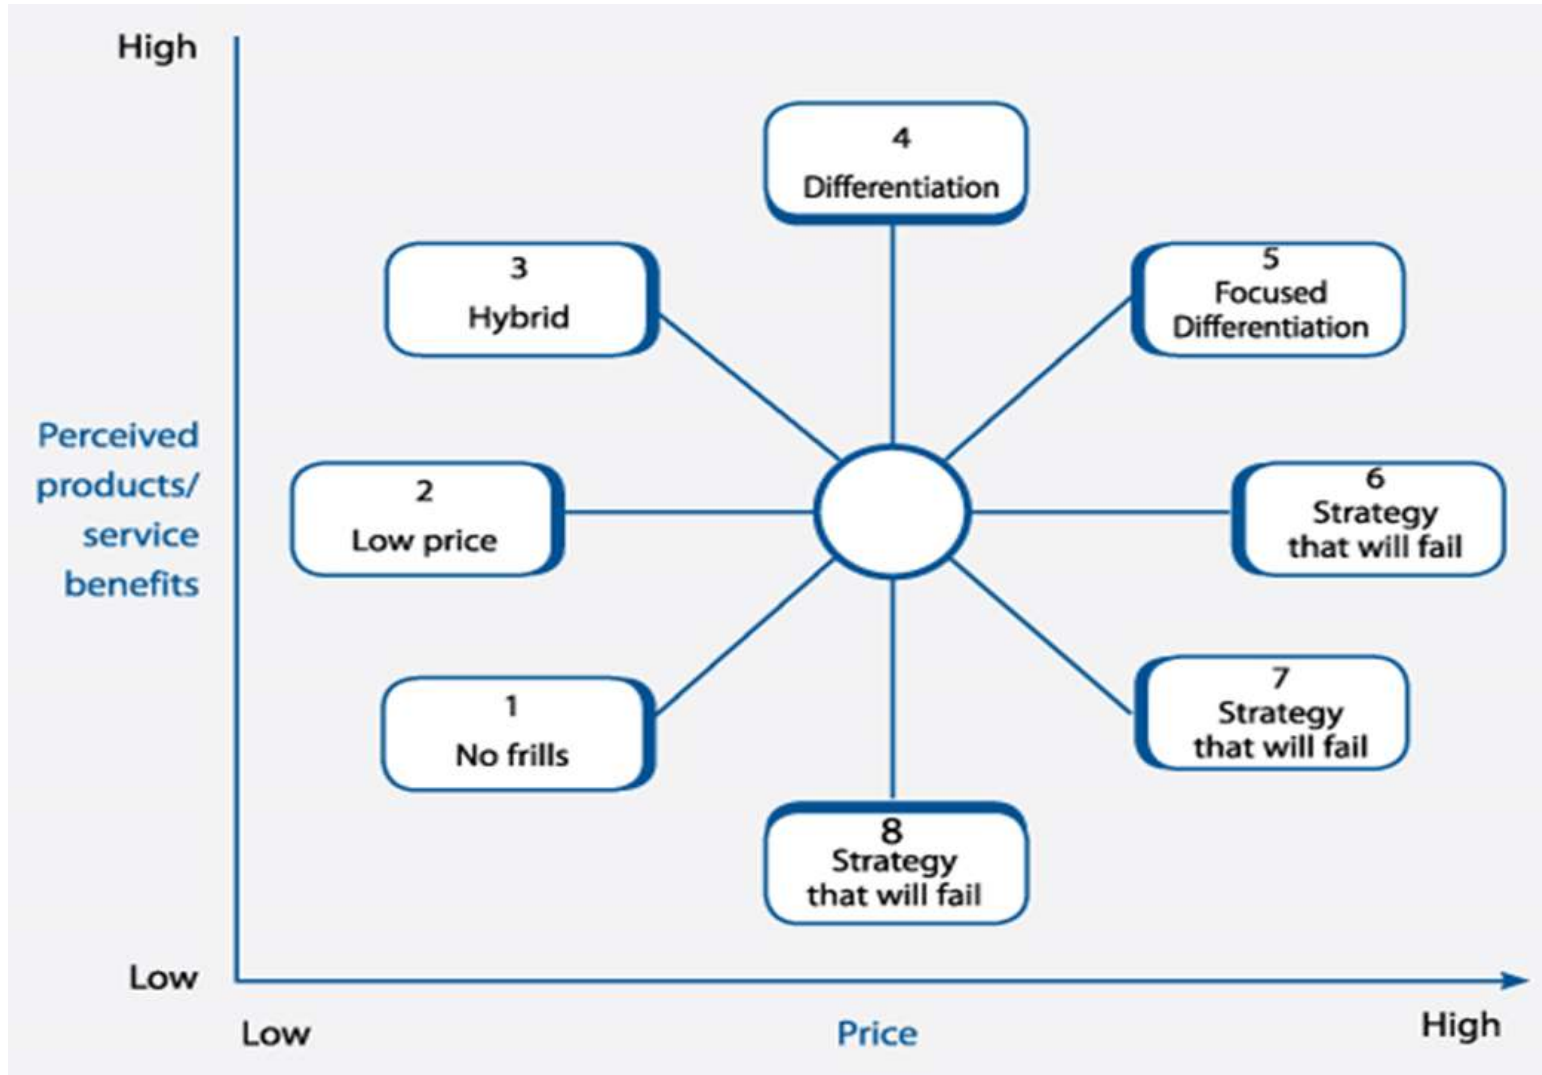 High
4
Differentiation
3
Hybrid
5
Focused
Differentiation
Perceived
products/
service
benefits
2
Low price
6
Strategy
that will fail
1
No frills
7
Strategy
that will fail
8
Strategy
that will fail
Low
Low
Price
High